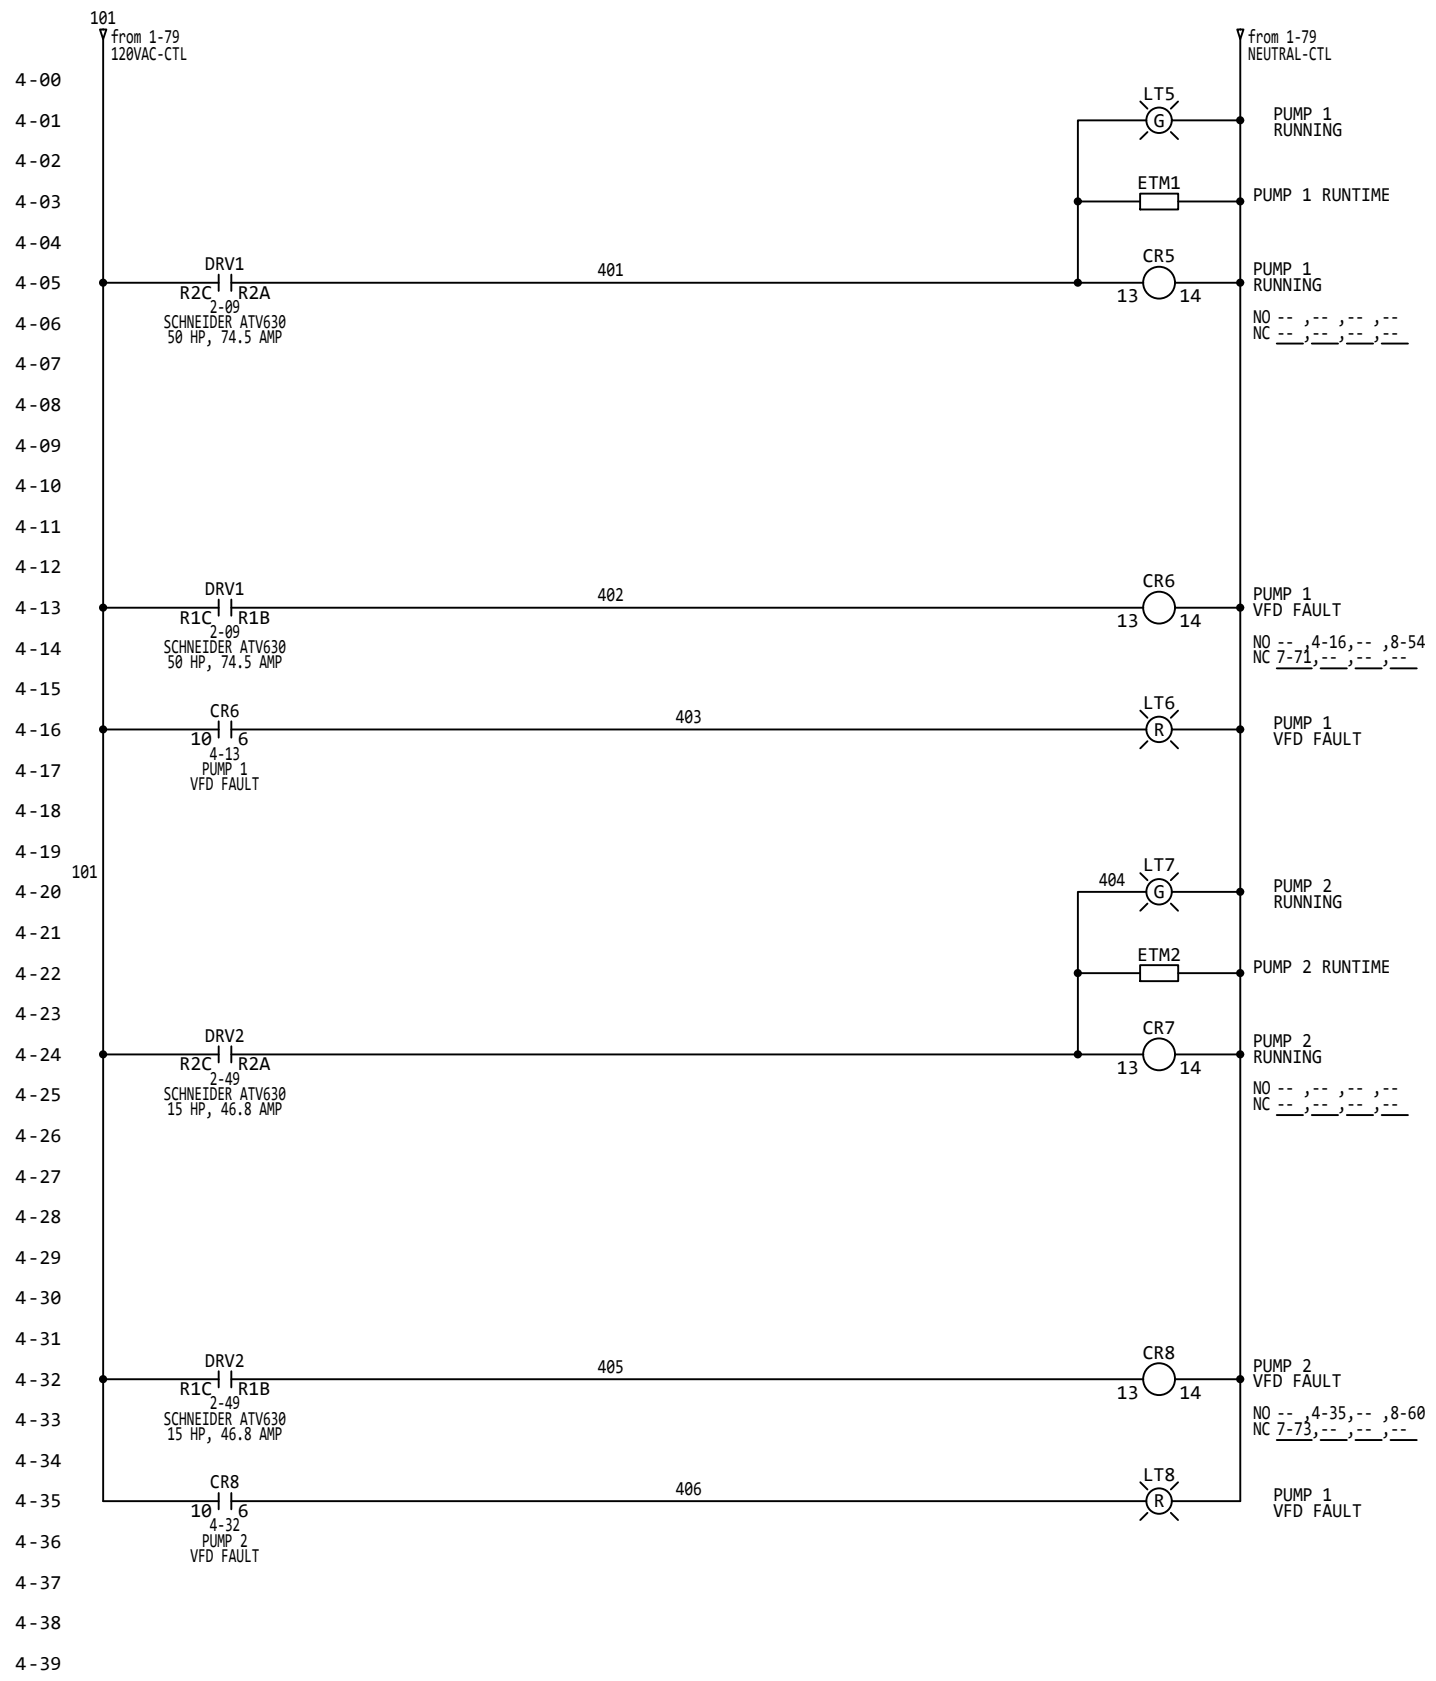 101
from 1-79
120VAC-CTL
from 1-79
NEUTRAL-CTL
4-00
LT5
4-01
G
PUMP 1
RUNNING
4-02
ETM1
4-03
PUMP 1 RUNTIME
4-04
DRV1
401
CR5
4-05
PUMP 1
RUNNING
R2C
R2A
13
14
2-09
4-06
SCHNEIDER ATV630
50 HP, 74.5 AMP
NO -- ,-- ,-- ,--
NC -- ,-- ,-- ,--
4-07
4-08
4-09
4-10
4-11
4-12
DRV1
402
CR6
4-13
PUMP 1
VFD FAULT
R1C
R1B
13
14
2-09
4-14
SCHNEIDER ATV630
50 HP, 74.5 AMP
NO -- ,4-16,-- ,8-54
NC 7-71,-- ,-- ,--
4-15
CR6
403
LT6
4-16
R
PUMP 1
VFD FAULT
10
6
4-13
4-17
PUMP 1
VFD FAULT
4-18
4-19
101
LT7
4-20
404
G
PUMP 2
RUNNING
4-21
ETM2
4-22
PUMP 2 RUNTIME
4-23
DRV2
CR7
4-24
PUMP 2
RUNNING
R2C
R2A
13
14
2-49
4-25
SCHNEIDER ATV630
15 HP, 46.8 AMP
NO -- ,-- ,-- ,--
NC -- ,-- ,-- ,--
4-26
4-27
4-28
4-29
4-30
4-31
DRV2
405
CR8
4-32
PUMP 2
VFD FAULT
R1C
R1B
13
14
2-49
4-33
SCHNEIDER ATV630
15 HP, 46.8 AMP
NO -- ,4-35,-- ,8-60
NC 7-73,-- ,-- ,--
4-34
CR8
406
LT8
4-35
R
PUMP 1
VFD FAULT
10
6
4-32
4-36
PUMP 2
VFD FAULT
4-37
4-38
4-39